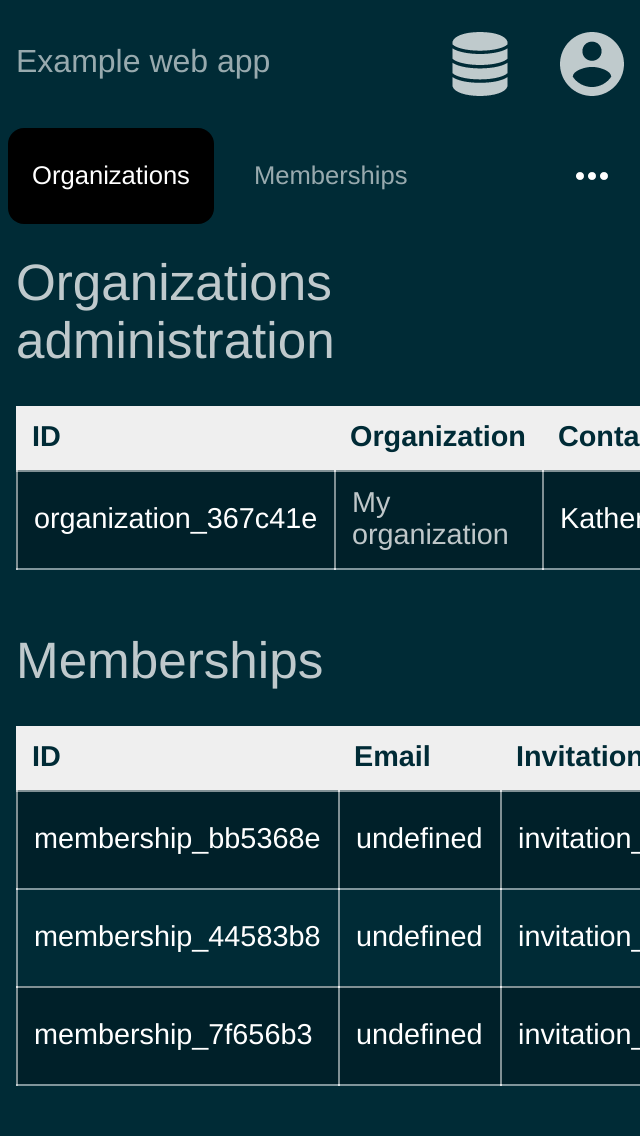 Example web app
Organizations Memberships
Organizations
administration
ID Organization Conta
organization_367c41e My organization Kather
Memberships
ID Email Invitation
membership_bb5368e undefined invitation_
membership_44583b8 undefined invitation_
membership_7f656b3 undefined invitation_